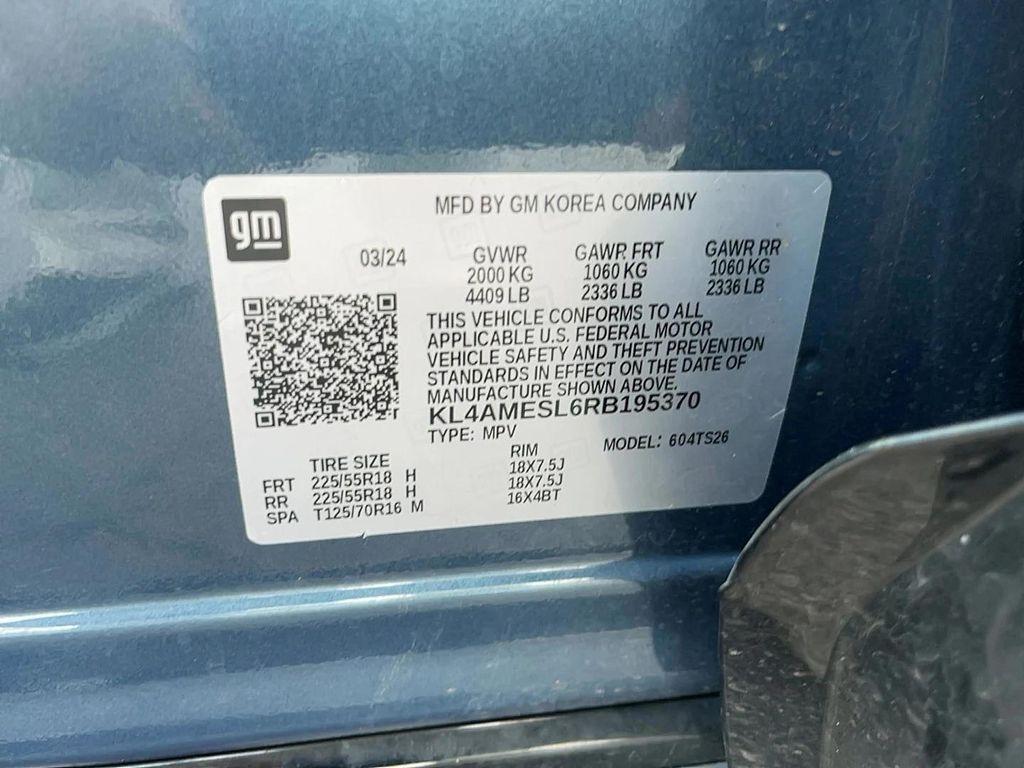 gm
MFD BY GM KOREA COMPANY
03/24 GVWR GAWR FRT GAWR RR
2000 KG 1060 KG 1060 KG
4409 LB 2336 LB 2336 LB
THIS VEHICLE CONFORMS TO ALL
APPLICABLE U.S. FEDERAL MOTOR
VEHICLE SAFETY AND THEFT PREVENTION
STANDARDS IN EFFECT ON THE DATE OF
MANUFACTURE SHOWN ABOVE.
KL4AMESL6RB195370
TYPE: MPV MODEL: 604TS26
TIRE SIZE RIM
FRT 225/55R18 H 18X7.5J
RR 225/55R18 H 18X7.5J
SPA T125/70R16 M 16X4BT